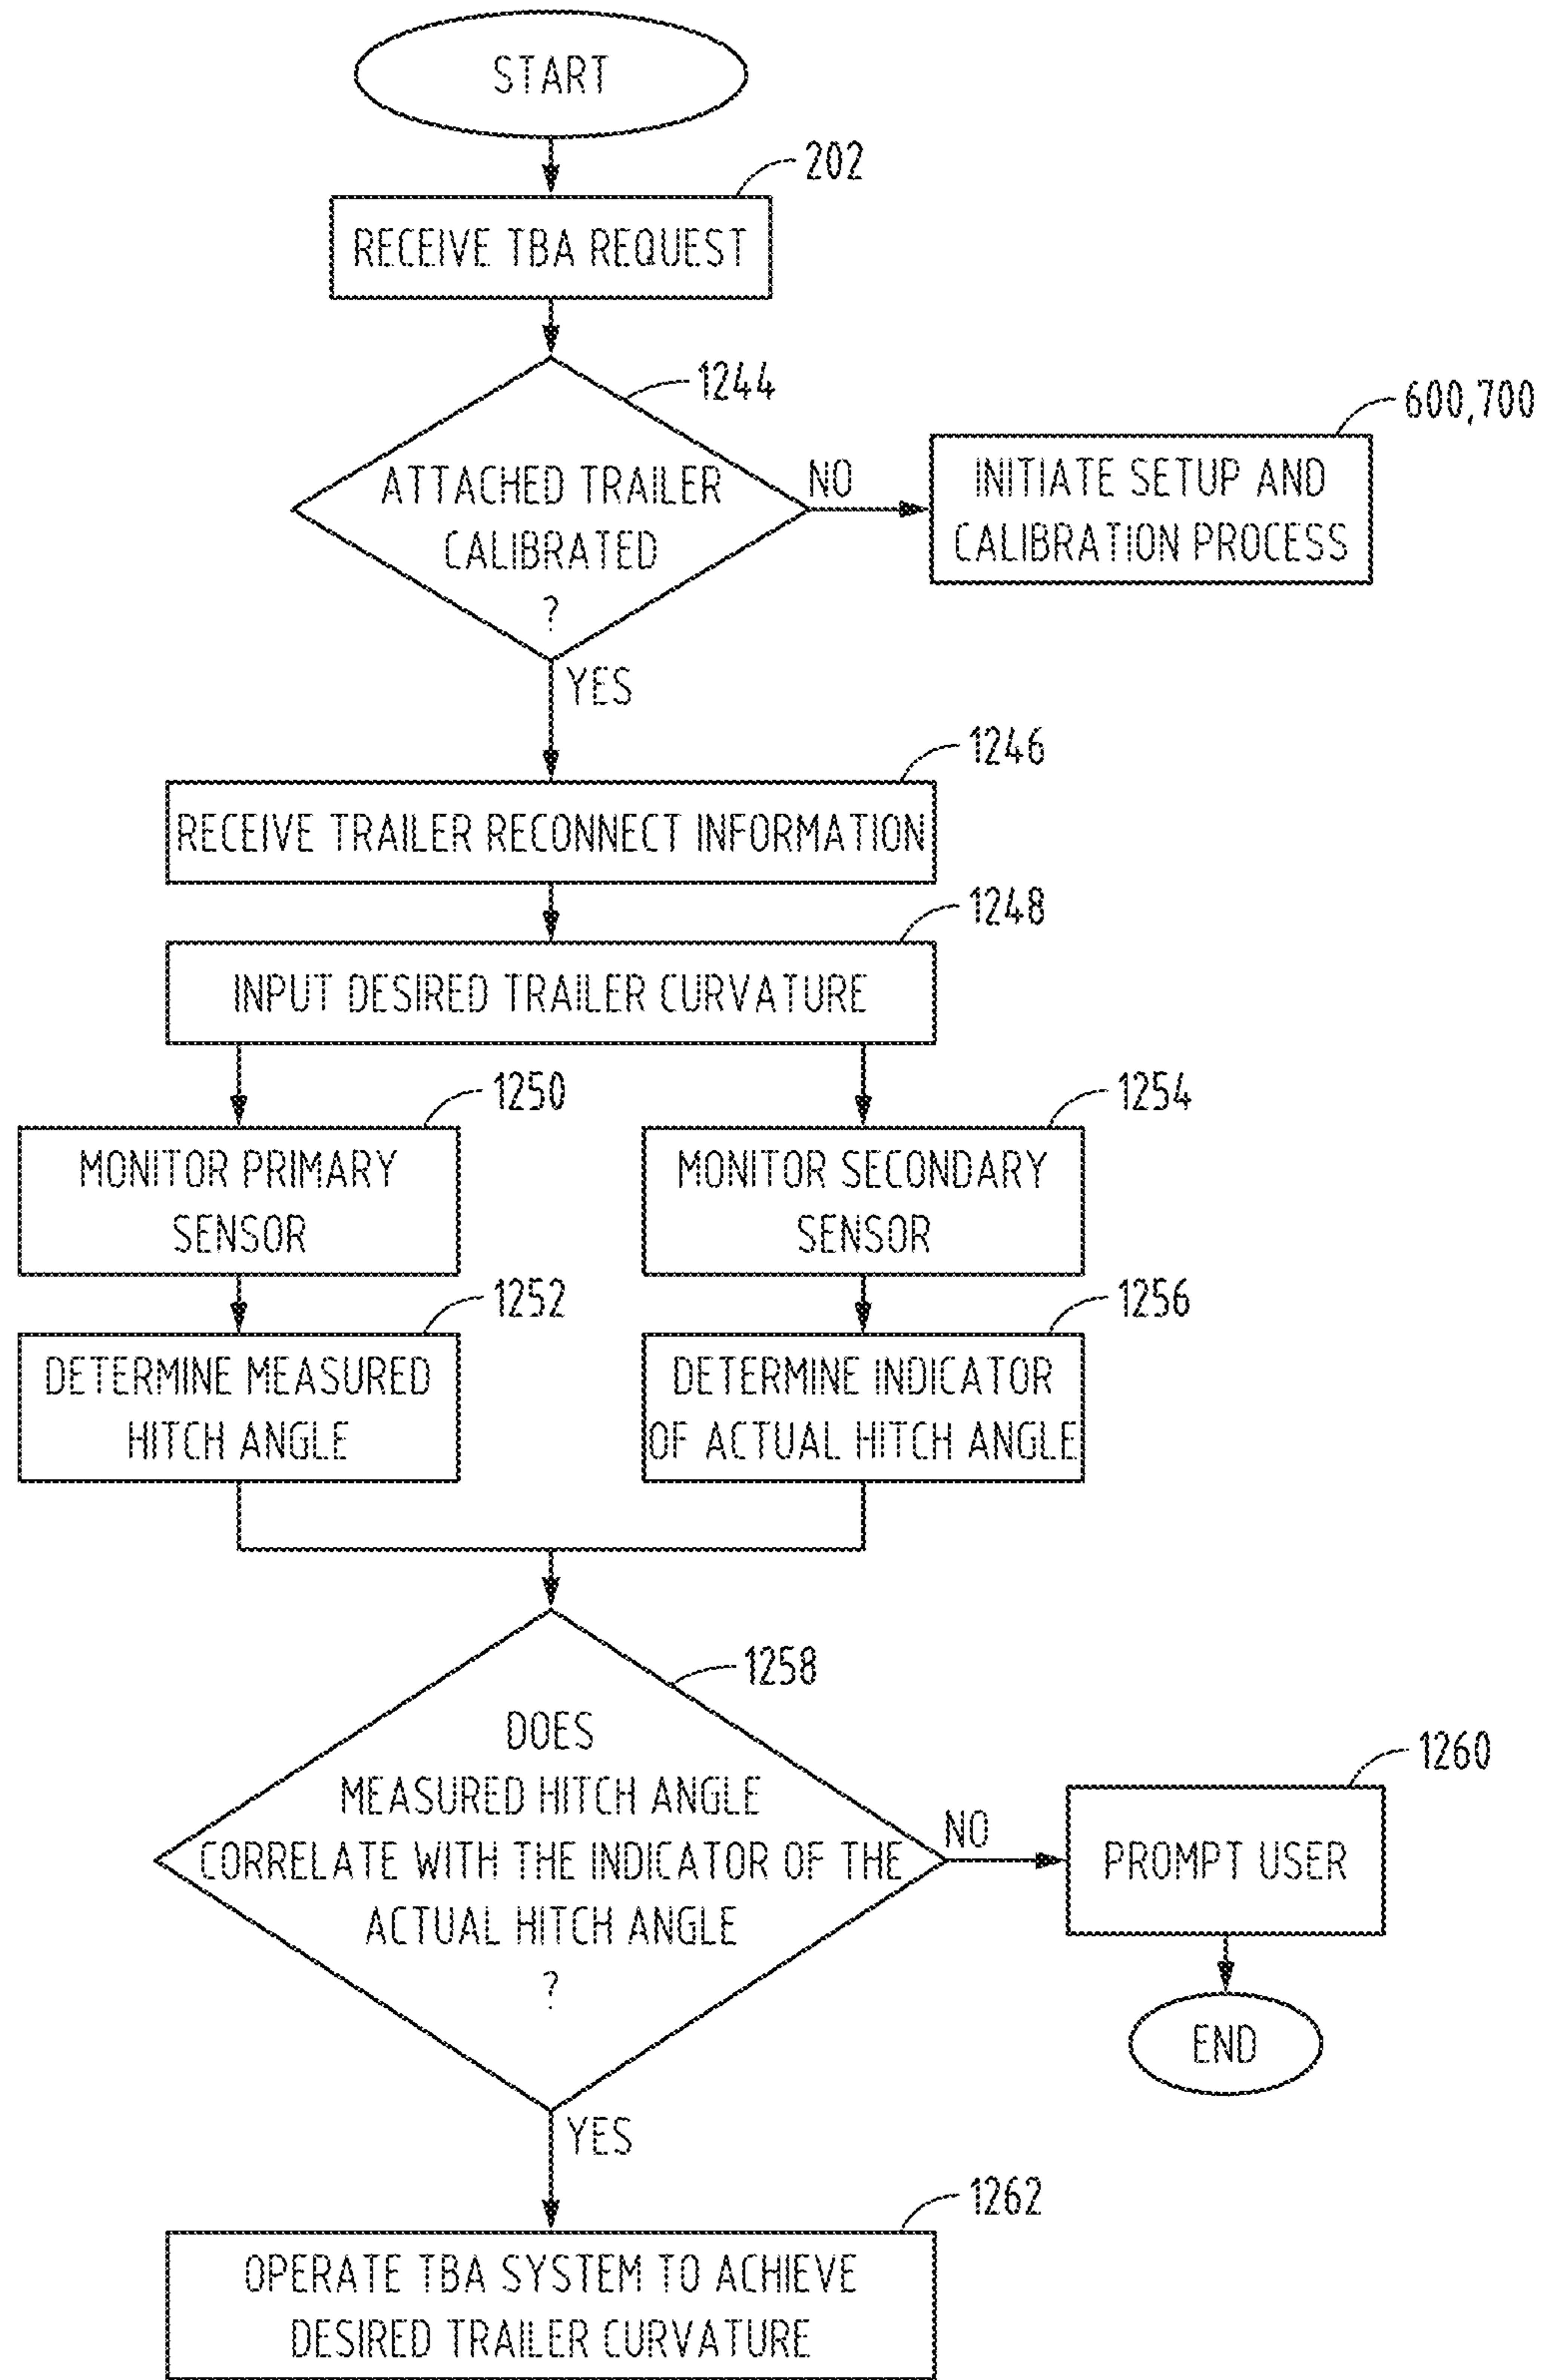 START
202
RECEIVE TBA REQUEST
1244
ATTACHED TRAILER
CALIBRATED
?
NO
600,700
INITIATE SETUP AND
CALIBRATION PROCESS
YES
1246
RECEIVE TRAILER RECONNECT INFORMATION
1248
INPUT DESIRED TRAILER CURVATURE
1250
MONITOR PRIMARY
SENSOR
1254
MONITOR SECONDARY
SENSOR
1252
DETERMINE MEASURED
HITCH ANGLE
1256
DETERMINE INDICATOR
OF ACTUAL HITCH ANGLE
1258
DOES
MEASURED HITCH ANGLE
CORRELATE WITH THE INDICATOR OF THE
ACTUAL HITCH ANGLE
?
NO
1260
PROMPT USER
END
YES
1262
OPERATE TBA SYSTEM TO ACHIEVE
DESIRED TRAILER CURVATURE